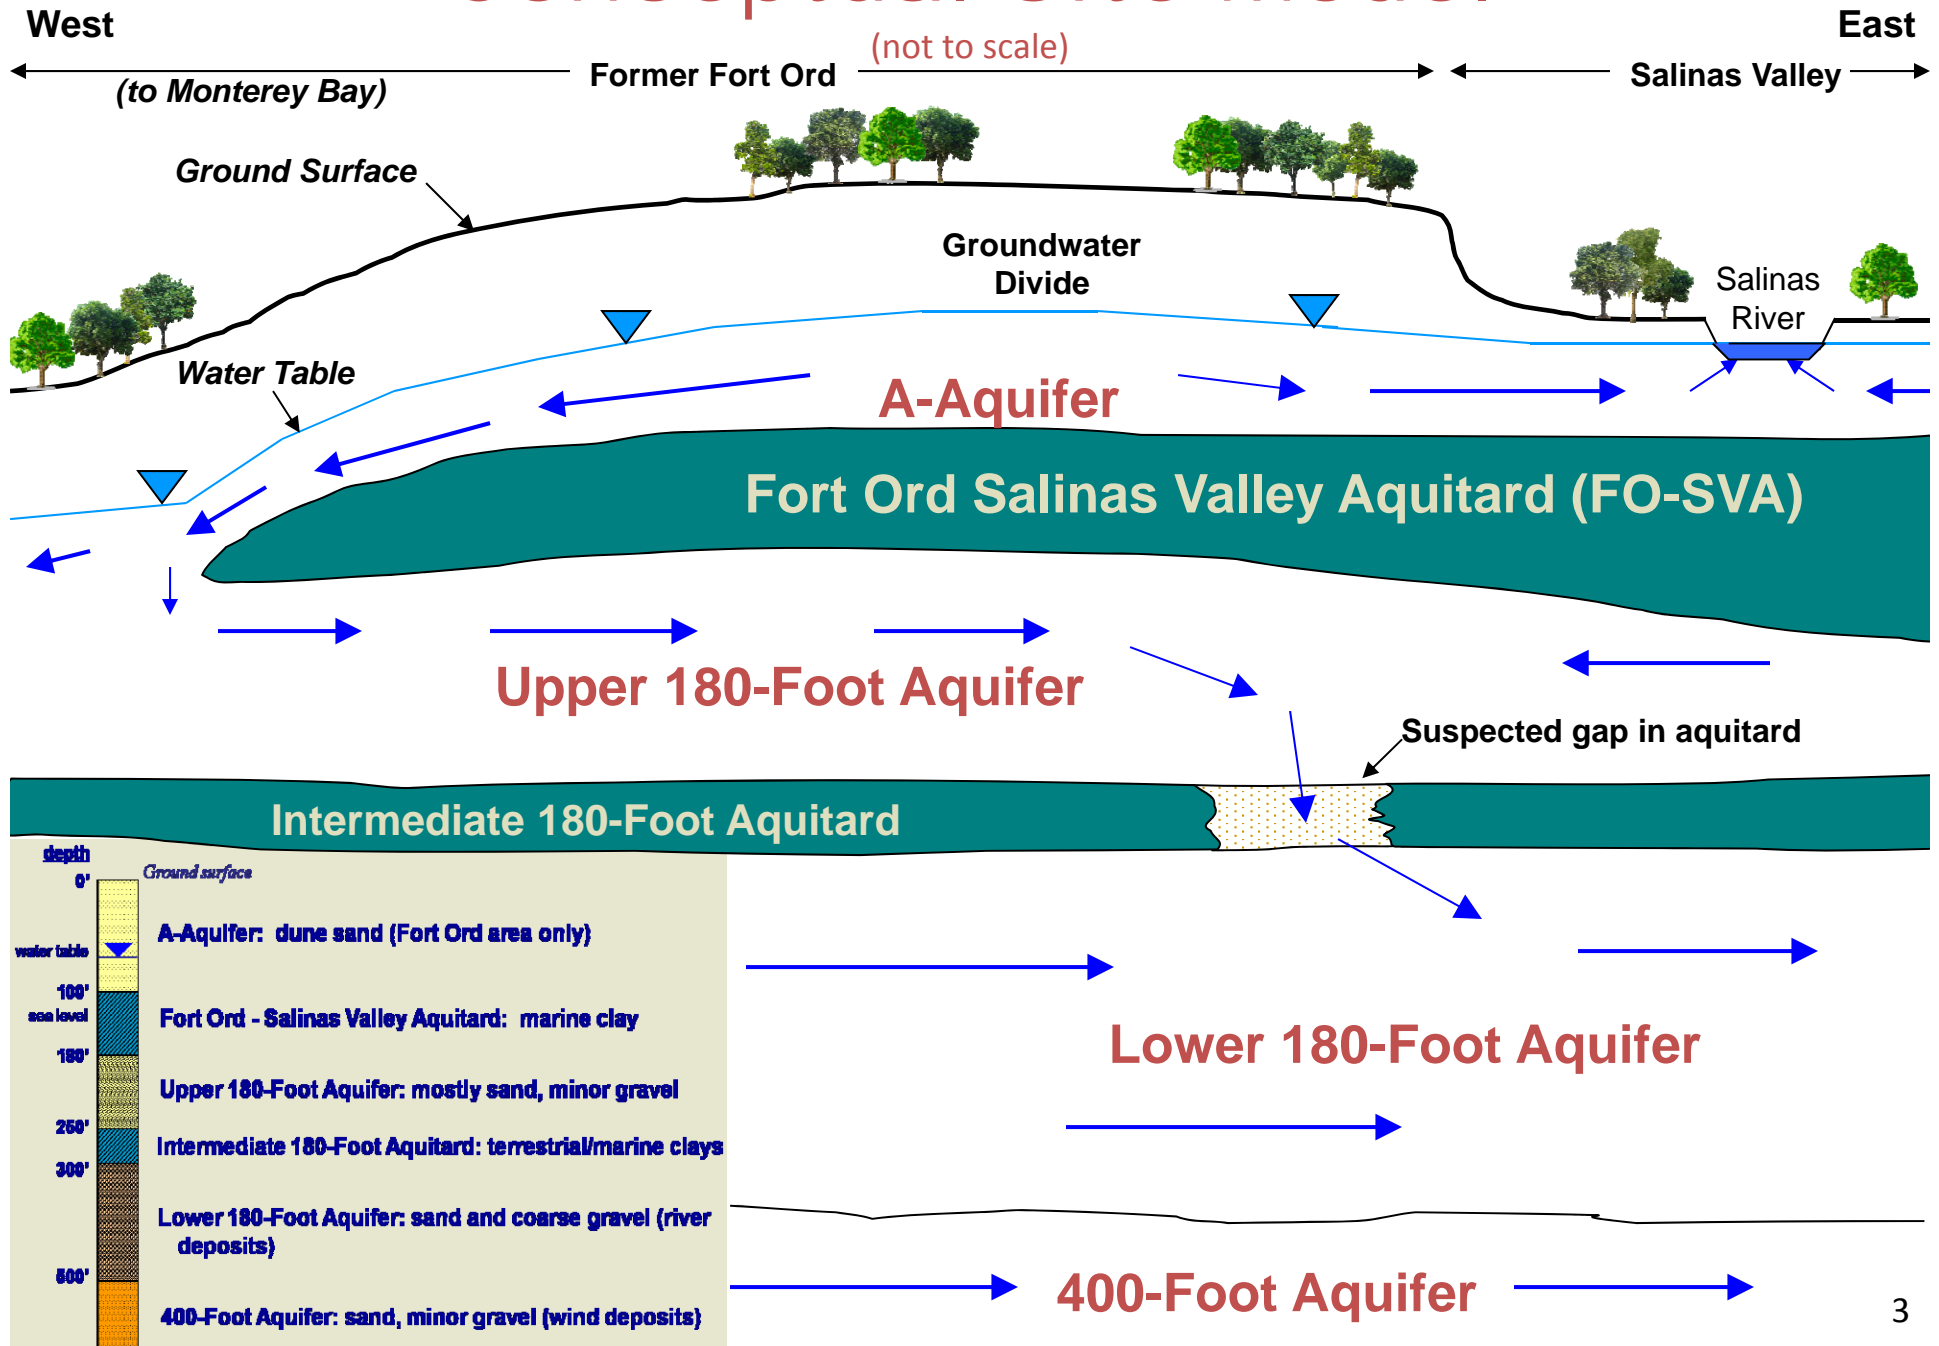 Conceptual Site Model
West
(not to scale)
East
(to Monterey Bay)
Former Fort Ord
Salinas Valley
Ground Surface
Groundwater
Divide
Salinas
River
Water Table
A-Aquifer
Fort Ord Salinas Valley Aquitard (FO-SVA)
Upper 180-Foot Aquifer
Suspected gap in aquitard
Intermediate 180-Foot Aquitard
depth
Ground surface
0'
A-Aquifer: dune sand (Fort Ord area only)
water table
100'
sea level
Fort Ord - Salinas Valley Aquitard: marine clay
180'
Upper 180-Foot Aquifer: mostly sand, minor gravel
250'
Intermediate 180-Foot Aquitard: terrestrial/marine clays
300'
Lower 180-Foot Aquifer: sand and coarse gravel (river
deposits)
400-Foot Aquifer: sand, minor gravel (wind deposits)
Lower 180-Foot Aquifer
400-Foot Aquifer
3